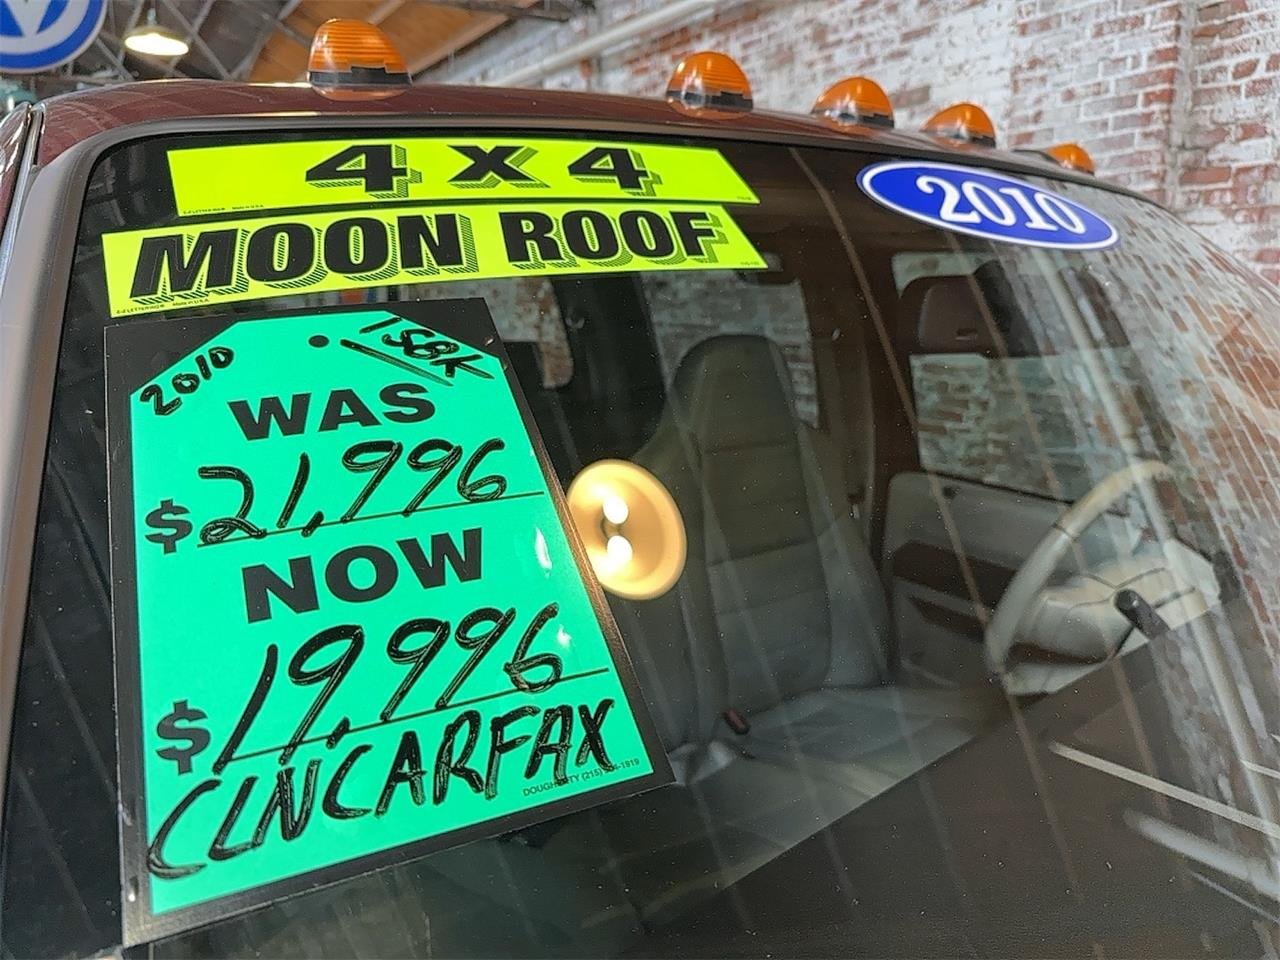 4 X 4
MOON ROOF
2010
2010
158K
WAS
$21,996
NOW
$19,996
CLNCARFAX